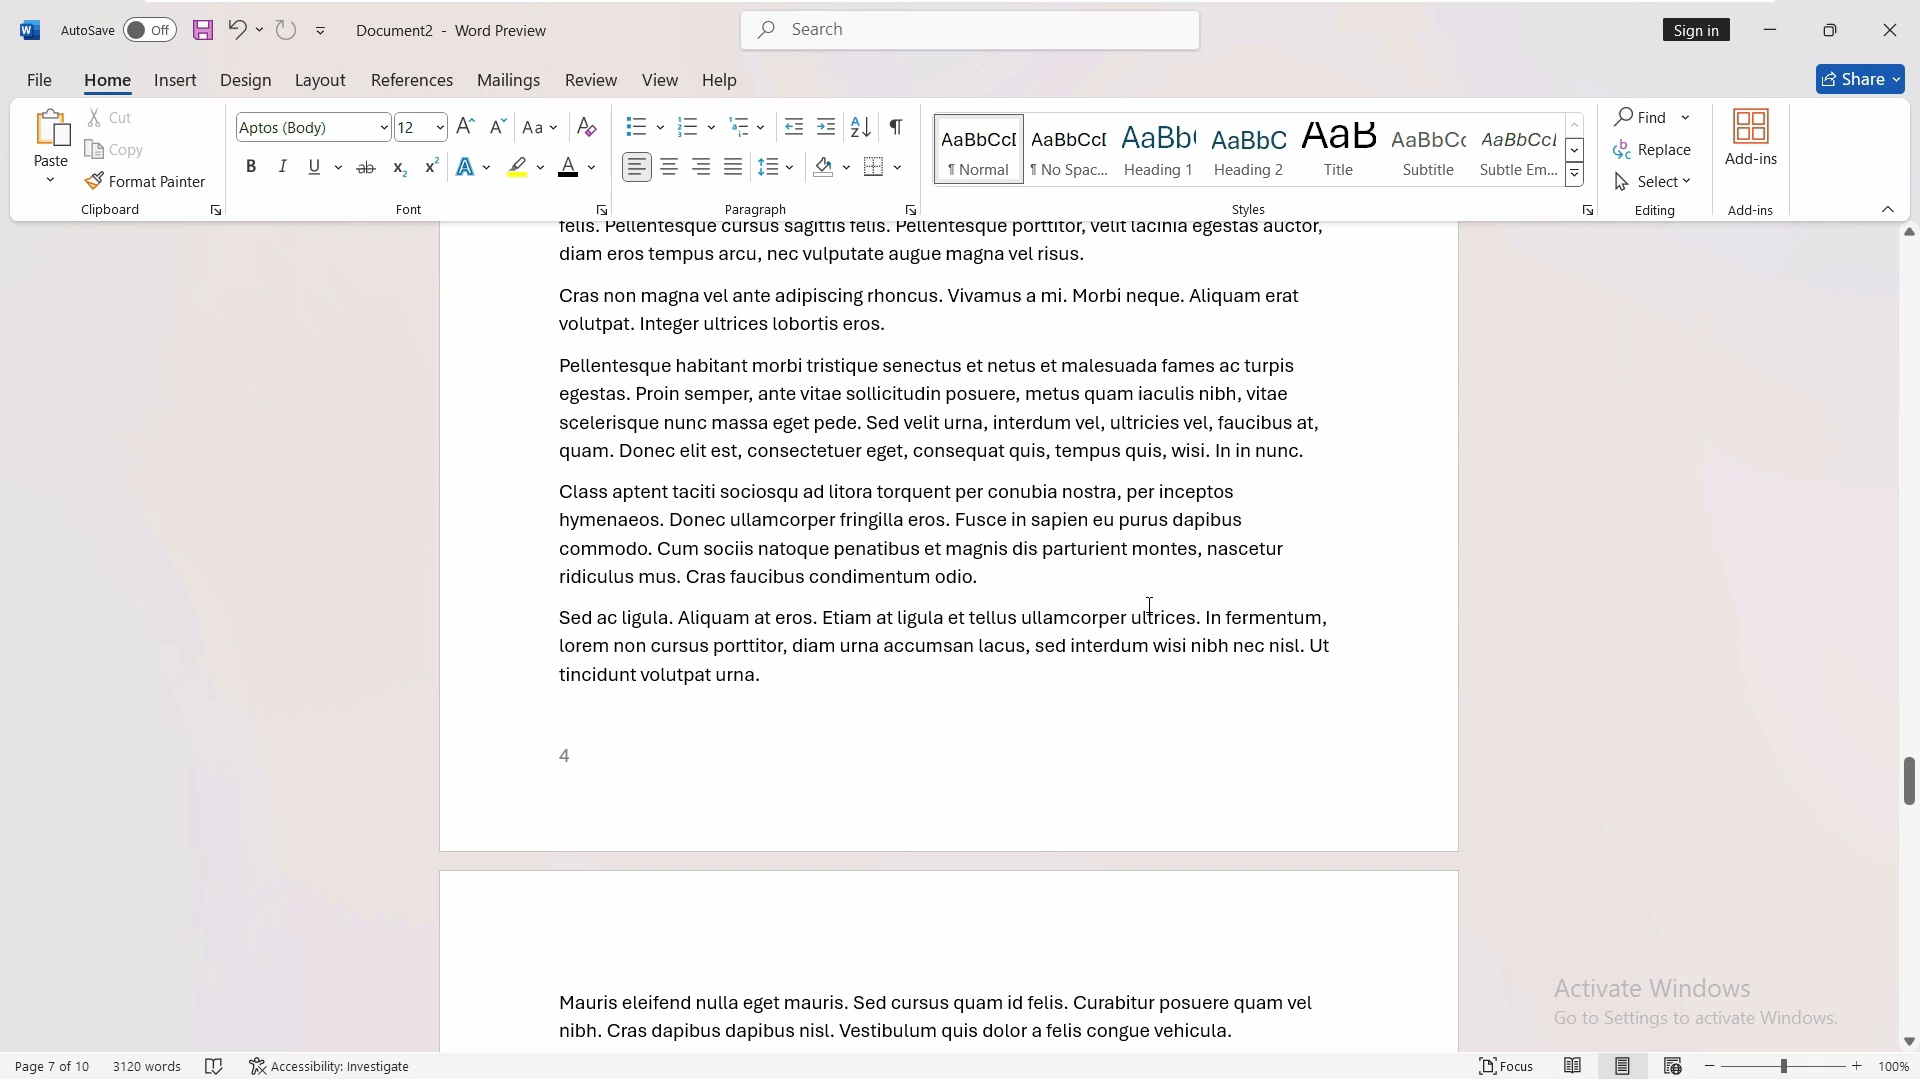 AutoSave Off Document2 - Word Preview Search Sign in
File Home Insert Design Layout References Mailings Review View Help Share
Paste Cut Copy Format Painter Clipboard
Aptos (Body) 12 Font
Paragraph
AaBbCcI AaBbCcI AaBb( AaBbC AaB AaBbCc AaBbCcL
¶ Normal ¶ No Spac... Heading 1 Heading 2 Title Subtitle Subtle Em...
Styles
Find Replace Select Editing
Add-ins
Add-ins
felis. Pellentesque cursus sagittis felis. Pellentesque porttitor, velit lacinia egestas auctor,
diam eros tempus arcu, nec vulputate augue magna vel risus.
Cras non magna vel ante adipiscing rhoncus. Vivamus a mi. Morbi neque. Aliquam erat
volutpat. Integer ultrices lobortis eros.
Pellentesque habitant morbi tristique senectus et netus et malesuada fames ac turpis
egestas. Proin semper, ante vitae sollicitudin posuere, metus quam iaculis nibh, vitae
scelerisque nunc massa eget pede. Sed velit urna, interdum vel, ultricies vel, faucibus at,
quam. Donec elit est, consectetuer eget, consequat quis, tempus quis, wisi. In in nunc.
Class aptent taciti sociosqu ad litora torquent per conubia nostra, per inceptos
hymenaeos. Donec ullamcorper fringilla eros. Fusce in sapien eu purus dapibus
commodo. Cum sociis natoque penatibus et magnis dis parturient montes, nascetur
ridiculus mus. Cras faucibus condimentum odio.
Sed ac ligula. Aliquam at eros. Etiam at ligula et tellus ullamcorper ultrices. In fermentum,
lorem non cursus porttitor, diam urna accumsan lacus, sed interdum wisi nibh nec nisl. Ut
tincidunt volutpat urna.
4
Mauris eleifend nulla eget mauris. Sed cursus quam id felis. Curabitur posuere quam vel
nibh. Cras dapibus dapibus nisl. Vestibulum quis dolor a felis congue vehicula.
Activate Windows
Go to Settings to activate Windows.
Page 7 of 10 3120 words Accessibility: Investigate Focus 100%